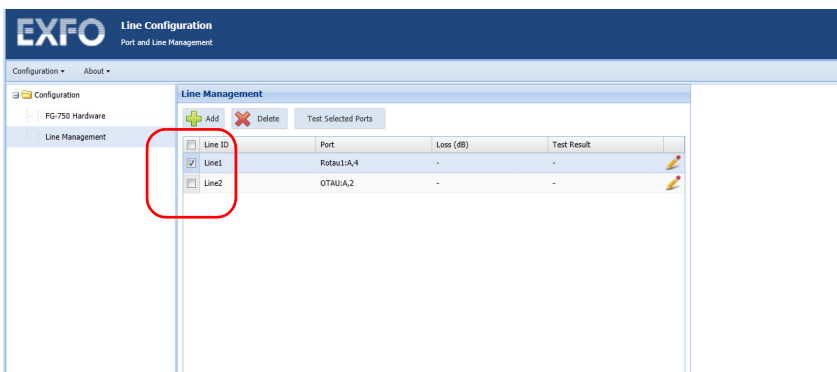 EXFO
Line Configuration
Port and Line Management
Configuration
About
Configuration
FG-750 Hardware
Line Management
Line Management
Add
Delete
Test Selected Ports
Line ID Port Loss (dB) Test Result
Line1 Rotau1:A,4 - -
Line2 OTAU:A,2 - -